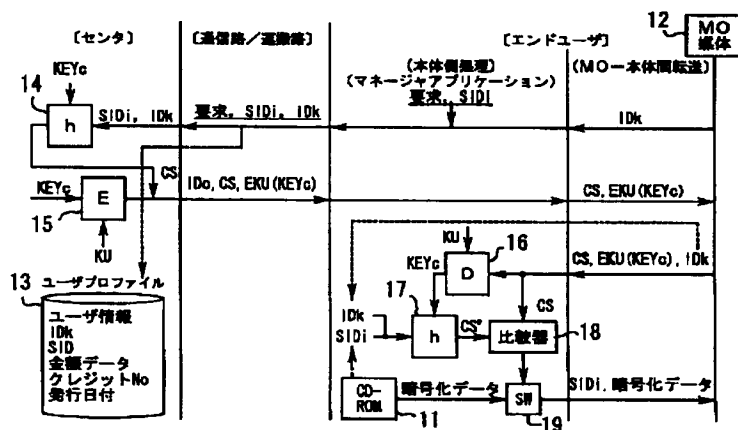 〔センタ〕
〔通信路／運搬路〕
〔エンドユーザ〕
12
MO
媒体
14
KEYc
h
SIDi, IDk
要求, SIDi, IDk
(本体側処理)
(マネージャアプリケーション)
要求, SIDI
(MO－本体間転送)
IDk
CS
KEYc
E
15
KU
IDc, CS, EKU(KEYc)
CS, EKU(KEYc)
13
ユーザプロファイル
ユーザ情報
IDk
SID
金額データ
クレジットNo
発行日付
KU
16
KEYc
D
CS, EKU(KEYc), IDk
17
IDk
SIDi
h
CS'
CS
比較器
18
CD-
ROM
11
暗号化データ
SW
19
SIDi, 暗号化データ